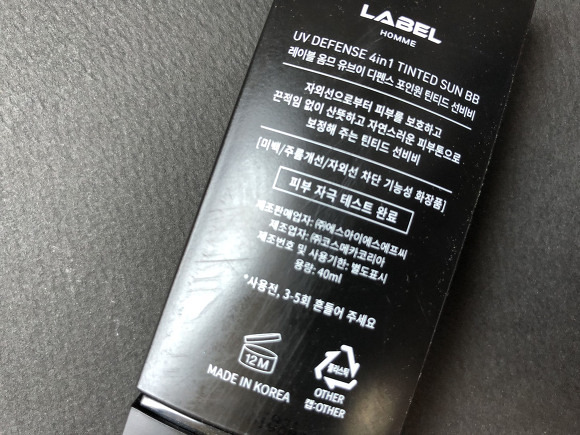 LABEL
HOMME
UV DEFENSE 4in1 TINTED SUN BB
레이블 옴므 유브이 디펜스 포인원 틴티드 선비비
자외선으로부터 피부를 보호하고
끈적임 없이 산뜻하고 자연스러운 피부톤으로
보정해 주는 틴티드 선비비
[미백/주름개선/자외선 차단 기능성 화장품]
피부 자극 테스트 완료
제조판매업자: ㈜에스아이에스에프씨
제조업자: ㈜코스메카코리아
제조번호 및 사용기한: 별도표시
용량: 40ml
*사용전, 3-5회 흔들어 주세요
12 M
MADE IN KOREA
플라스틱
OTHER
캡:OTHER